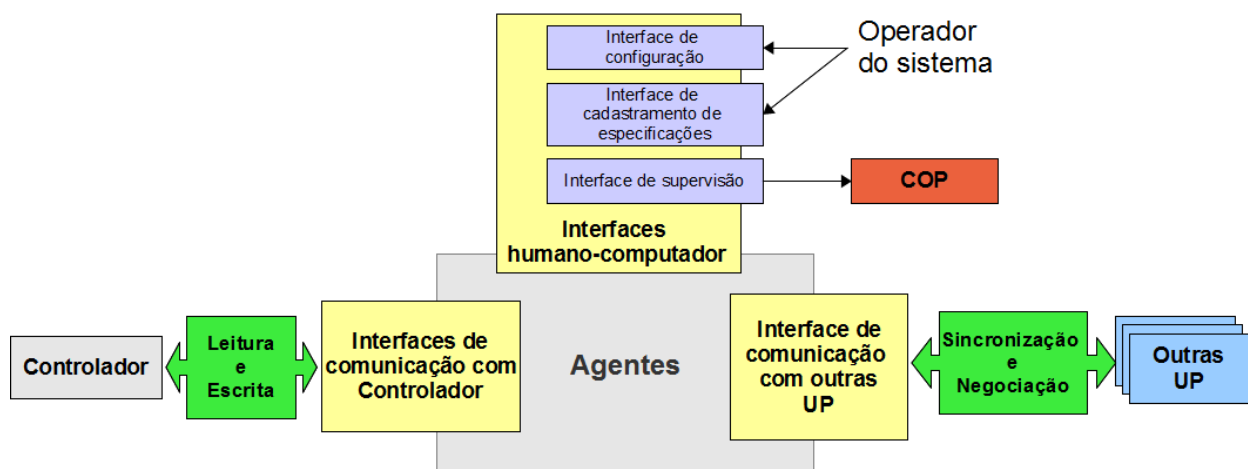 Interface de
configuração
Operador
do sistema
Interface de
cadastramento de
especificações
Interface de supervisão
COP
Interfaces
humano-computador
Controlador
Leitura
e
Escrita
Interfaces de
comunicação com
Controlador
Agentes
Interface de
comunicação
com outras
UP
Sincronização
e
Negociação
Outras
UP